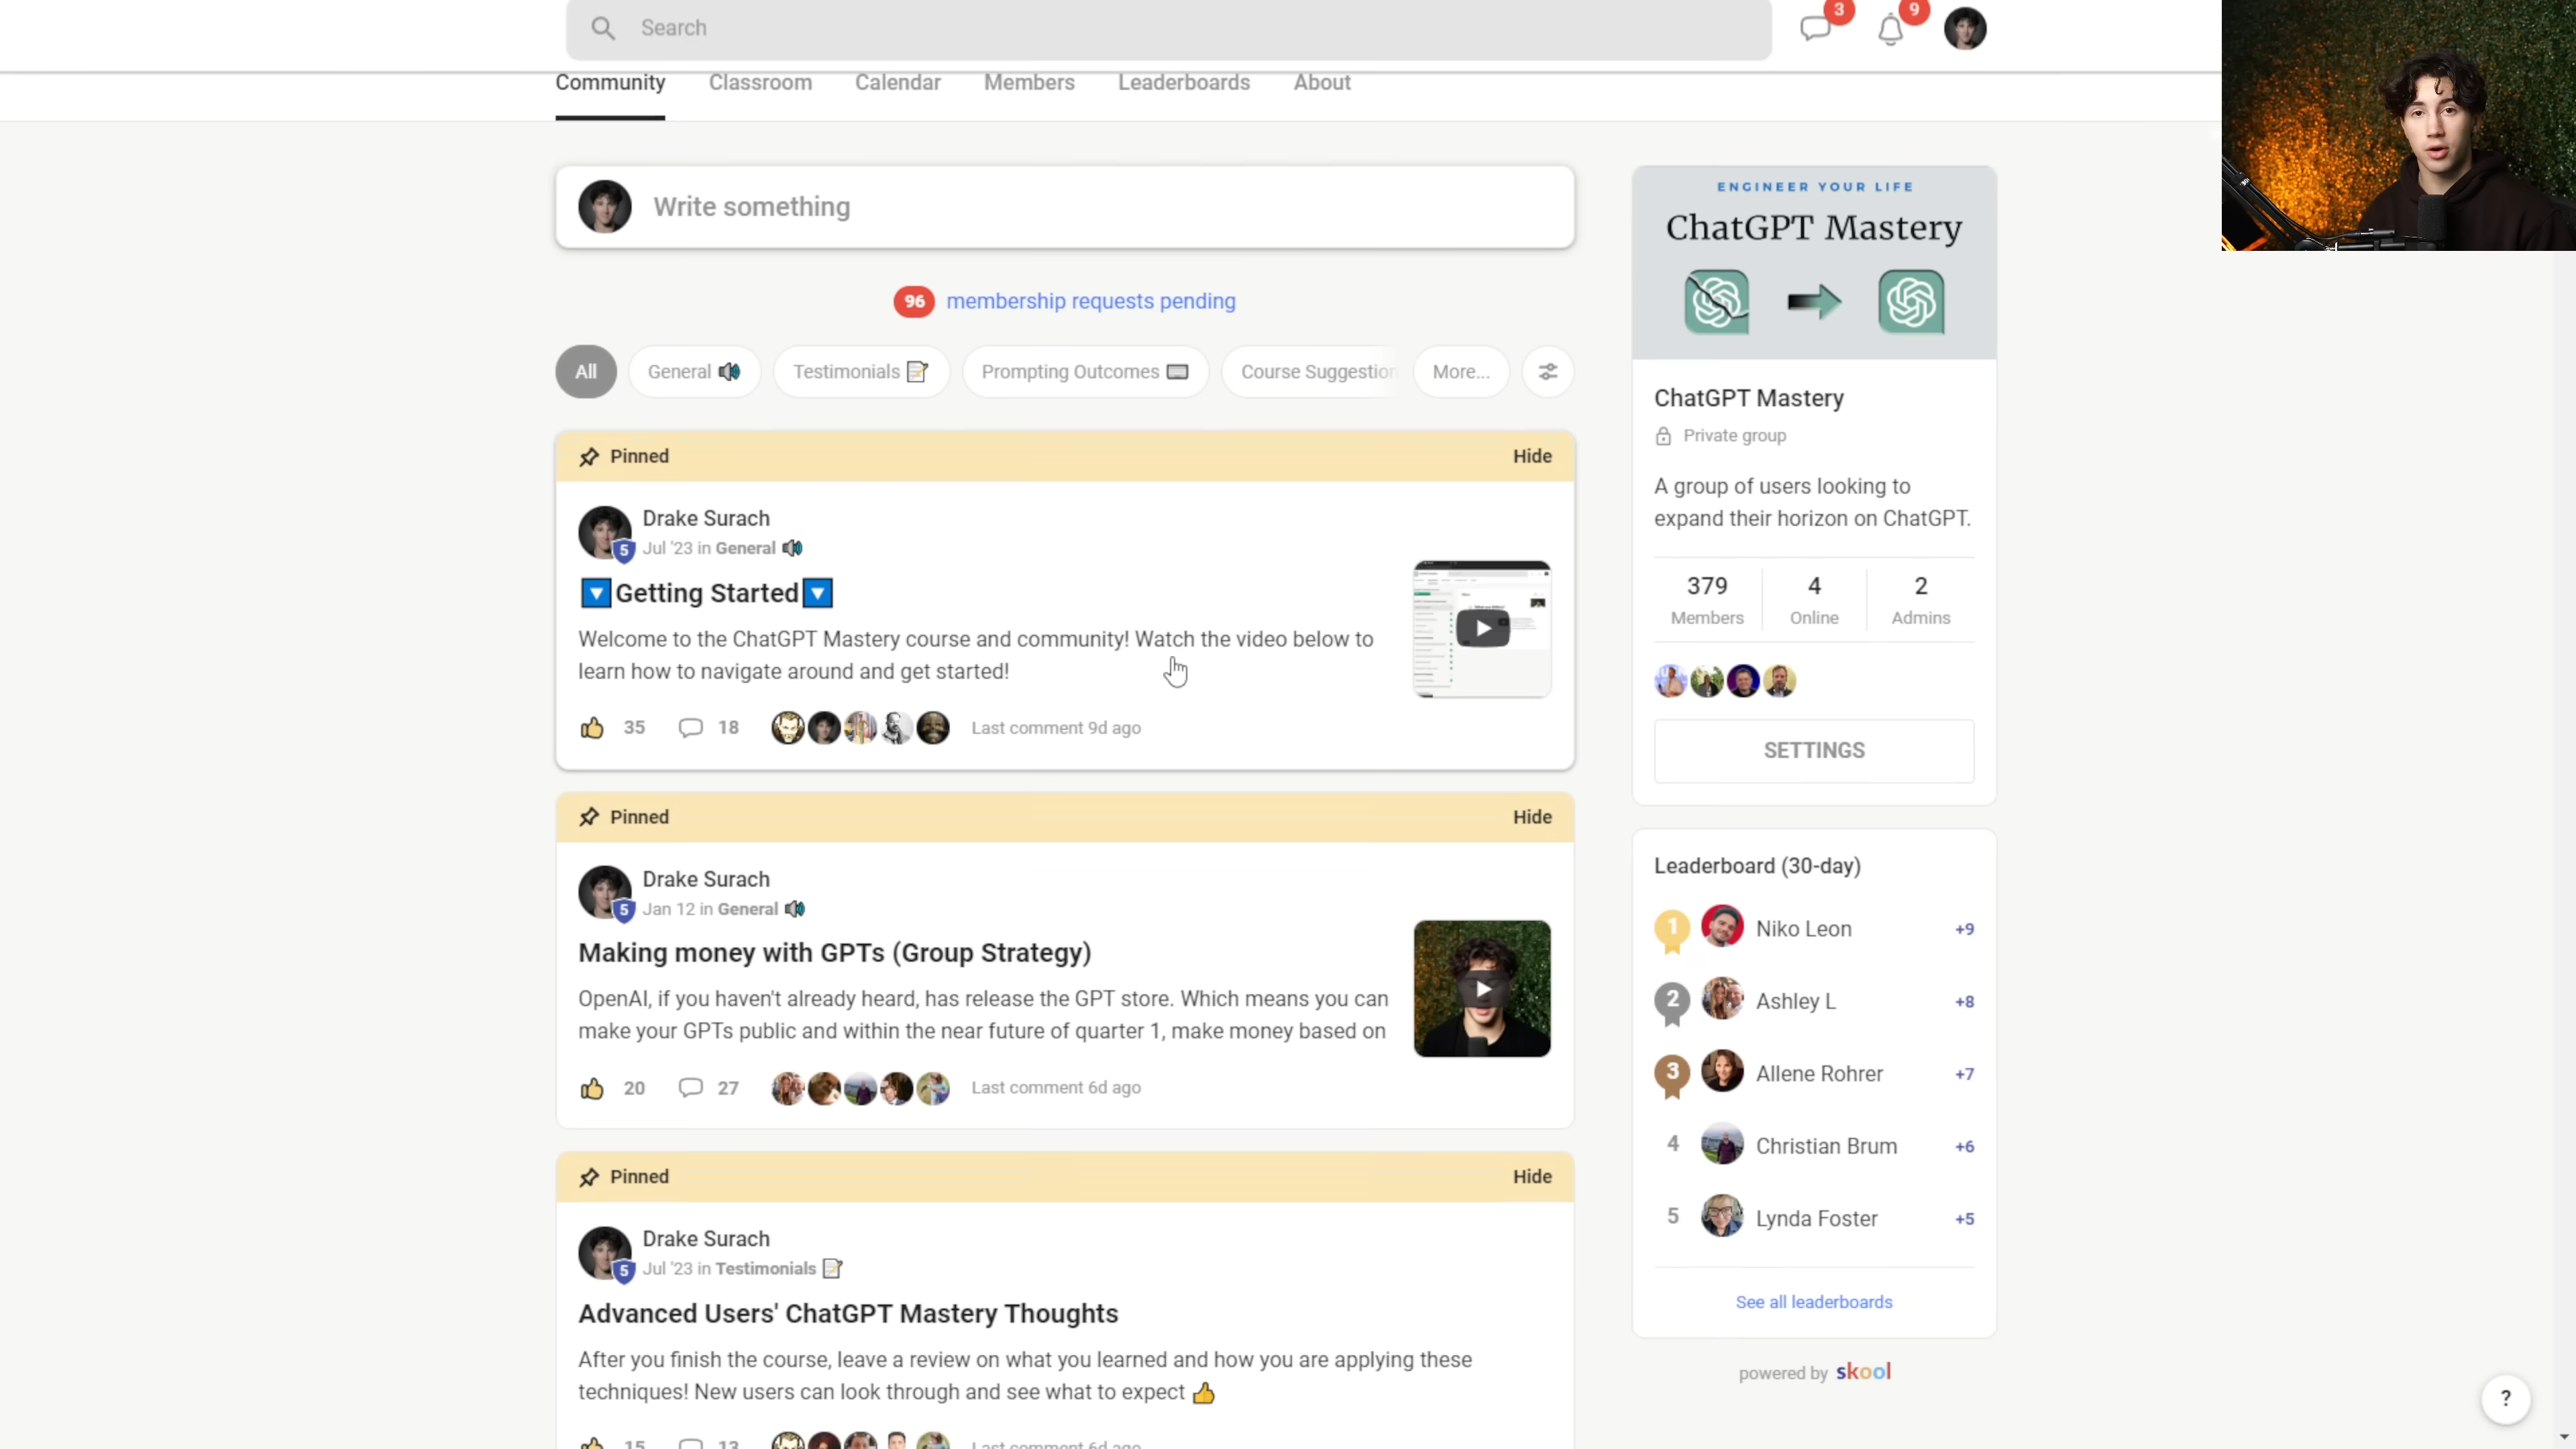 Search
3
9
Community Classroom Calendar Members Leaderboards About
Write something
96 membership requests pending
All General Testimonials Prompting Outcomes Course Suggestion More...
Pinned Hide
Drake Surach
5 Jul '23 in General
Getting Started
Welcome to the ChatGPT Mastery course and community! Watch the video below to
learn how to navigate around and get started!
35 18 Last comment 9d ago
Pinned Hide
Drake Surach
5 Jan 12 in General
Making money with GPTs (Group Strategy)
OpenAI, if you haven't already heard, has release the GPT store. Which means you can
make your GPTs public and within the near future of quarter 1, make money based on
20 27 Last comment 6d ago
Pinned Hide
Drake Surach
5 Jul '23 in Testimonials
Advanced Users' ChatGPT Mastery Thoughts
After you finish the course, leave a review on what you learned and how you are applying these
techniques! New users can look through and see what to expect
15 13 Last comment 6d ago
ENGINEER YOUR LIFE
ChatGPT Mastery
ChatGPT Mastery
Private group
A group of users looking to
expand their horizon on ChatGPT.
379 4 2
Members Online Admins
SETTINGS
Leaderboard (30-day)
1 Niko Leon +9
2 Ashley L +8
3 Allene Rohrer +7
4 Christian Brum +6
5 Lynda Foster +5
See all leaderboards
powered by skool
?